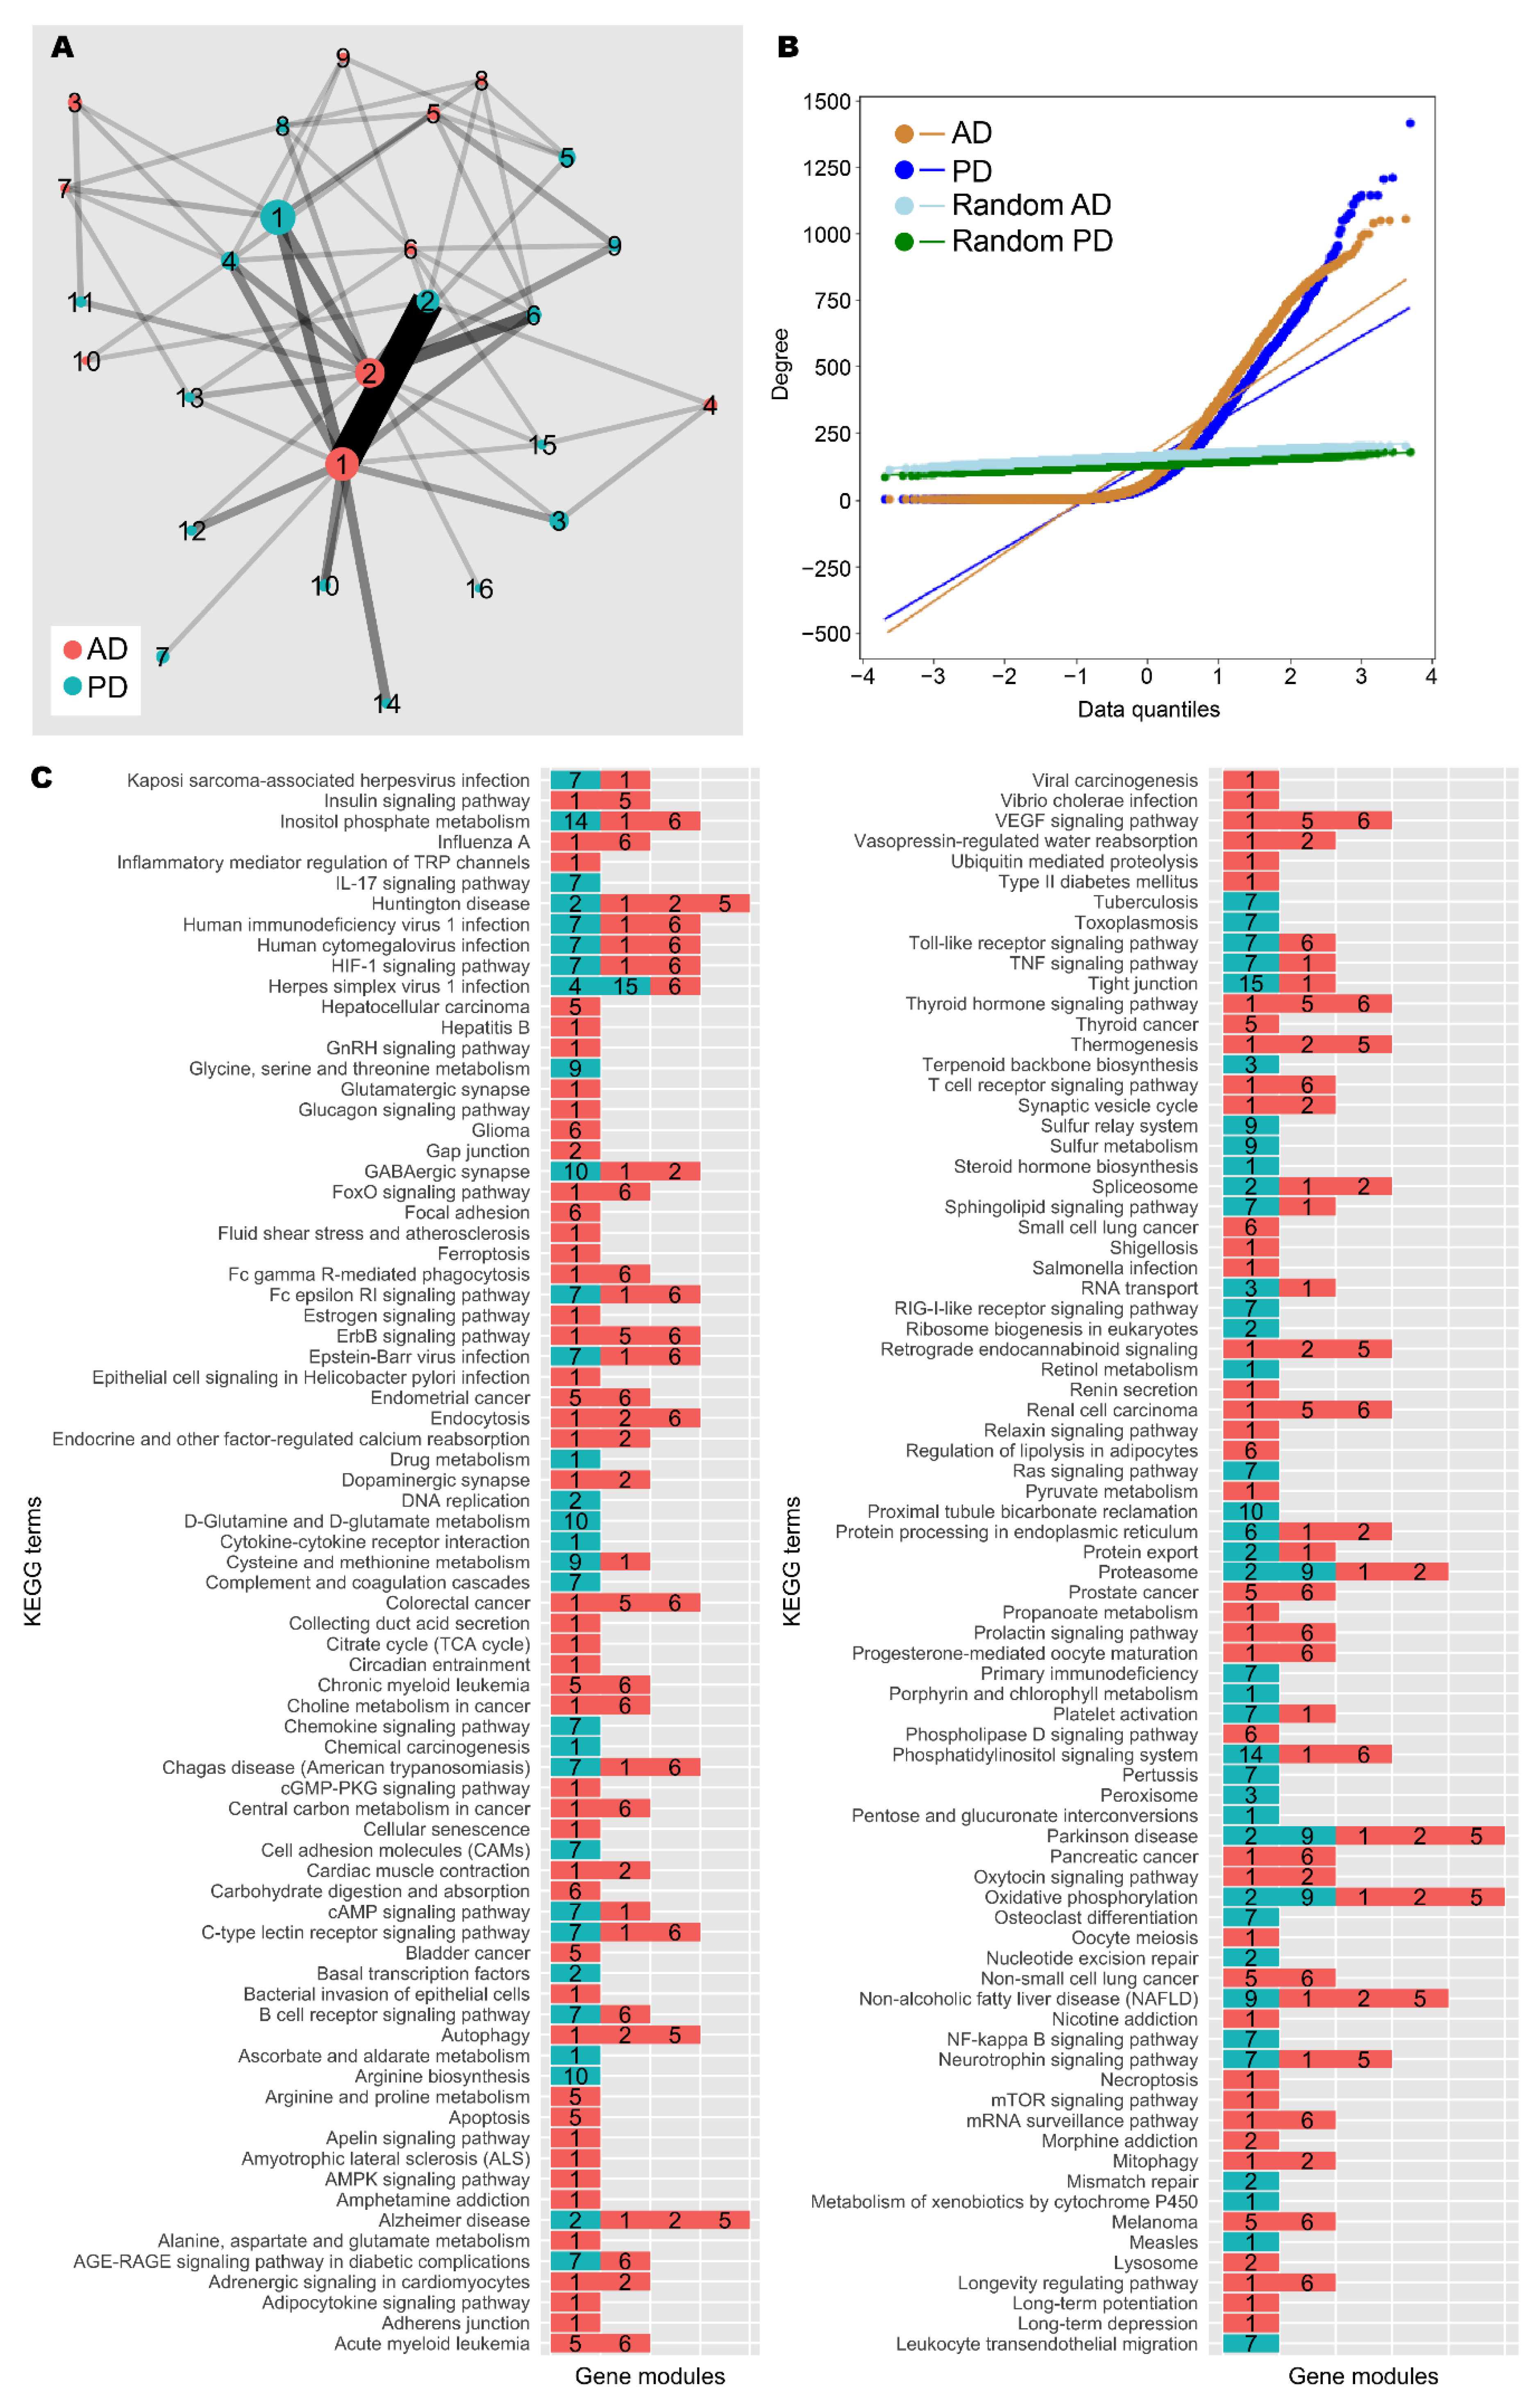 A
9
8
3
5
8
5
7
1
6
9
4
2
11
6
10
2
13
4
15
1
3
12
10
16
7
14
AD
PD
B
1500
1250
1000
750
500
250
0
−250
−500
Degree
AD
PD
Random AD
Random PD
−4 −3 −2 −1 0 1 2 3 4
Data quantiles
C
KEGG terms
Kaposi sarcoma-associated herpesvirus infection 7 1
Insulin signaling pathway 1 5
Inositol phosphate metabolism 14 1 6
Influenza A 1 6
Inflammatory mediator regulation of TRP channels 1
IL-17 signaling pathway 7
Huntington disease 2 1 2 5
Human immunodeficiency virus 1 infection 7 1 6
Human cytomegalovirus infection 7 1 6
HIF-1 signaling pathway 7 1 6
Herpes simplex virus 1 infection 4 15 6
Hepatocellular carcinoma 5
Hepatitis B 1
GnRH signaling pathway 1
Glycine, serine and threonine metabolism 9
Glutamatergic synapse 1
Glucagon signaling pathway 1
Glioma 6
Gap junction 2
GABAergic synapse 10 1 2
FoxO signaling pathway 1 6
Focal adhesion 6
Fluid shear stress and atherosclerosis 1
Ferroptosis 1
Fc gamma R-mediated phagocytosis 1 6
Fc epsilon RI signaling pathway 7 1 6
Estrogen signaling pathway 1
ErbB signaling pathway 1 5 6
Epstein-Barr virus infection 7 1 6
Epithelial cell signaling in Helicobacter pylori infection 1
Endometrial cancer 5 6
Endocytosis 1 2 6
Endocrine and other factor-regulated calcium reabsorption 1 2
Drug metabolism 1
Dopaminergic synapse 1 2
DNA replication 2
D-Glutamine and D-glutamate metabolism 10
Cytokine-cytokine receptor interaction 1
Cysteine and methionine metabolism 9 1
Complement and coagulation cascades 7
Colorectal cancer 1 5 6
Collecting duct acid secretion 1
Citrate cycle (TCA cycle) 1
Circadian entrainment 1
Chronic myeloid leukemia 5 6
Choline metabolism in cancer 1 6
Chemokine signaling pathway 7
Chemical carcinogenesis 1
Chagas disease (American trypanosomiasis) 7 1 6
cGMP-PKG signaling pathway 1
Central carbon metabolism in cancer 1 6
Cellular senescence 1
Cell adhesion molecules (CAMs) 7
Cardiac muscle contraction 1 2
Carbohydrate digestion and absorption 6
cAMP signaling pathway 7 1
C-type lectin receptor signaling pathway 7 1 6
Bladder cancer 5
Basal transcription factors 2
Bacterial invasion of epithelial cells 1
B cell receptor signaling pathway 7 6
Autophagy 1 2 5
Ascorbate and aldarate metabolism 1
Arginine biosynthesis 10
Arginine and proline metabolism 5
Apoptosis 5
Apelin signaling pathway 1
Amyotrophic lateral sclerosis (ALS) 1
AMPK signaling pathway 1
Amphetamine addiction 1
Alzheimer disease 2 1 2 5
Alanine, aspartate and glutamate metabolism 1
AGE-RAGE signaling pathway in diabetic complications 7 6
Adrenergic signaling in cardiomyocytes 1 2
Adipocytokine signaling pathway 1
Adherens junction 1
Acute myeloid leukemia 5 6
Gene modules
KEGG terms
Viral carcinogenesis 1
Vibrio cholerae infection 1
VEGF signaling pathway 1 5 6
Vasopressin-regulated water reabsorption 1 2
Ubiquitin mediated proteolysis 1
Type II diabetes mellitus 1
Tuberculosis 7
Toxoplasmosis 7
Toll-like receptor signaling pathway 7 6
TNF signaling pathway 7 1
Tight junction 15 1
Thyroid hormone signaling pathway 1 5 6
Thyroid cancer 5
Thermogenesis 1 2 5
Terpenoid backbone biosynthesis 3
T cell receptor signaling pathway 1 6
Synaptic vesicle cycle 1 2
Sulfur relay system 9
Sulfur metabolism 9
Steroid hormone biosynthesis 1
Spliceosome 2 1 2
Sphingolipid signaling pathway 7 1
Small cell lung cancer 6
Shigellosis 1
Salmonella infection 1
RNA transport 3 1
RIG-I-like receptor signaling pathway 7
Ribosome biogenesis in eukaryotes 2
Retrograde endocannabinoid signaling 1 2 5
Retinol metabolism 1
Renin secretion 1
Renal cell carcinoma 1 5 6
Relaxin signaling pathway 1
Regulation of lipolysis in adipocytes 6
Ras signaling pathway 7
Pyruvate metabolism 1
Proximal tubule bicarbonate reclamation 10
Protein processing in endoplasmic reticulum 6 1 2
Protein export 2 1
Proteasome 2 9 1 2
Prostate cancer 5 6
Propanoate metabolism 1
Prolactin signaling pathway 1 6
Progesterone-mediated oocyte maturation 1 6
Primary immunodeficiency 7
Porphyrin and chlorophyll metabolism 1
Platelet activation 7 1
Phospholipase D signaling pathway 6
Phosphatidylinositol signaling system 14 1 6
Pertussis 7
Peroxisome 3
Pentose and glucuronate interconversions 1
Parkinson disease 2 9 1 2 5
Pancreatic cancer 1 6
Oxytocin signaling pathway 1 2
Oxidative phosphorylation 2 9 1 2 5
Osteoclast differentiation 7
Oocyte meiosis 1
Nucleotide excision repair 2
Non-small cell lung cancer 5 6
Non-alcoholic fatty liver disease (NAFLD) 9 1 2 5
Nicotine addiction 1
NF-kappa B signaling pathway 7
Neurotrophin signaling pathway 7 1 5
Necroptosis 1
mTOR signaling pathway 1
mRNA surveillance pathway 1 6
Morphine addiction 2
Mitophagy 1 2
Mismatch repair 2
Metabolism of xenobiotics by cytochrome P450 1
Melanoma 5 6
Measles 1
Lysosome 2
Longevity regulating pathway 1 6
Long-term potentiation 1
Long-term depression 1
Leukocyte transendothelial migration 7
Gene modules